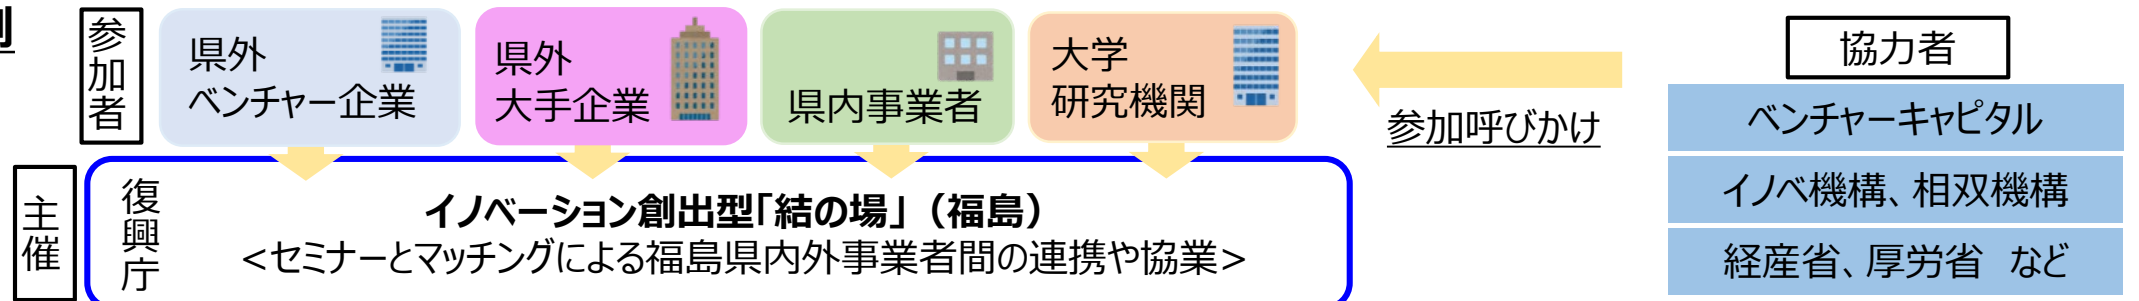 参加者
県外
ベンチャー企業
県外
大手企業
県内事業者
大学
研究機関
参加呼びかけ
協力者
ベンチャーキャピタル
イノベ機構、相双機構
経産省、厚労省 など
主催
復興庁
イノベーション創出型「結の場」（福島）
<セミナーとマッチングによる福島県内外事業者間の連携や協業>